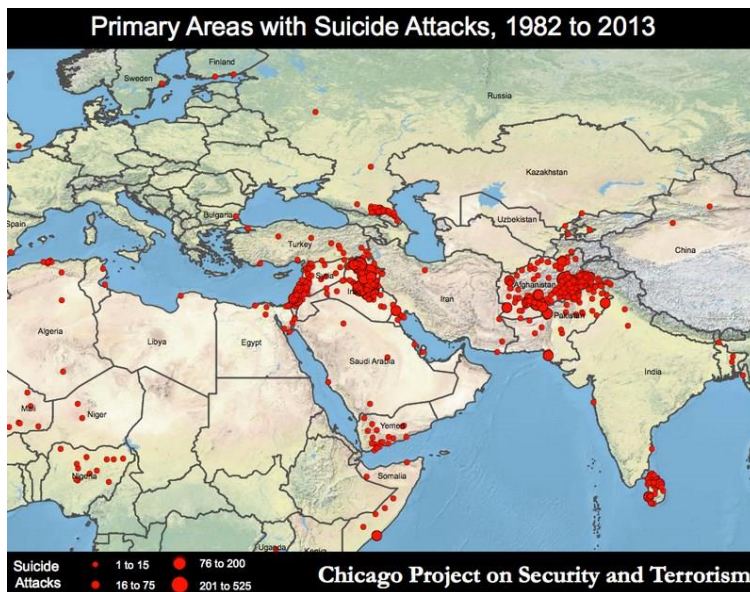 Primary Areas with Suicide Attacks, 1982 to 2013
Finland
Sweden
Russia
Kazakhstan
Spain
Bulgaria
Uzbekistan
Turkey
China
Syria
Afghanistan
Iraq
Iran
Pakistan
Algeria
Libya
Egypt
Saudi Arabia
India
Mali
Niger
Yemen
Nigeria
Somalia
Uganda
Kenya
Suicide Attacks
1 to 15
76 to 200
16 to 75
201 to 525
Chicago Project on Security and Terrorism